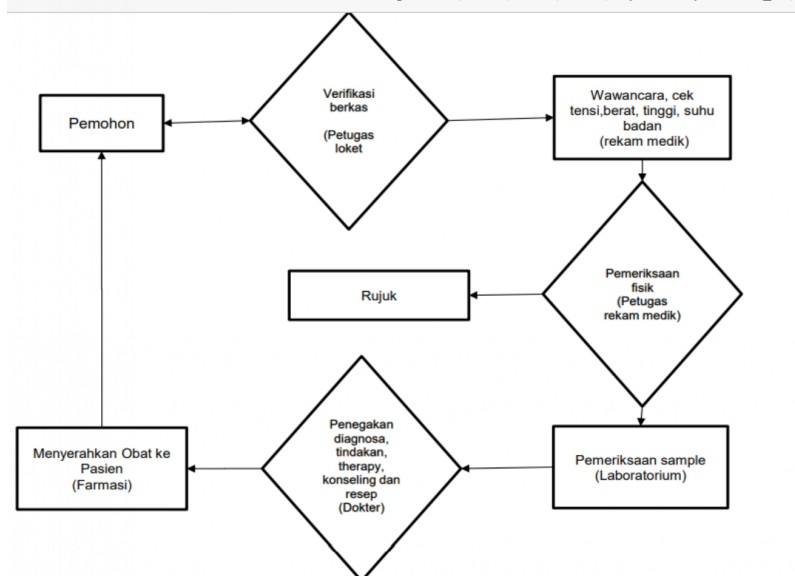 Pemohon
Verifikasi
berkas
(Petugas
loket
Wawancara, cek
tensi,berat, tinggi, suhu
badan
(rekam medik)
Pemeriksaan
fisik
(Petugas
rekam medik)
Rujuk
Pemeriksaan sample
(Laboratorium)
Penegakan
diagnosa,
tindakan,
therapy,
konseling dan
resep
(Dokter)
Menyerahkan Obat ke
Pasien
(Farmasi)